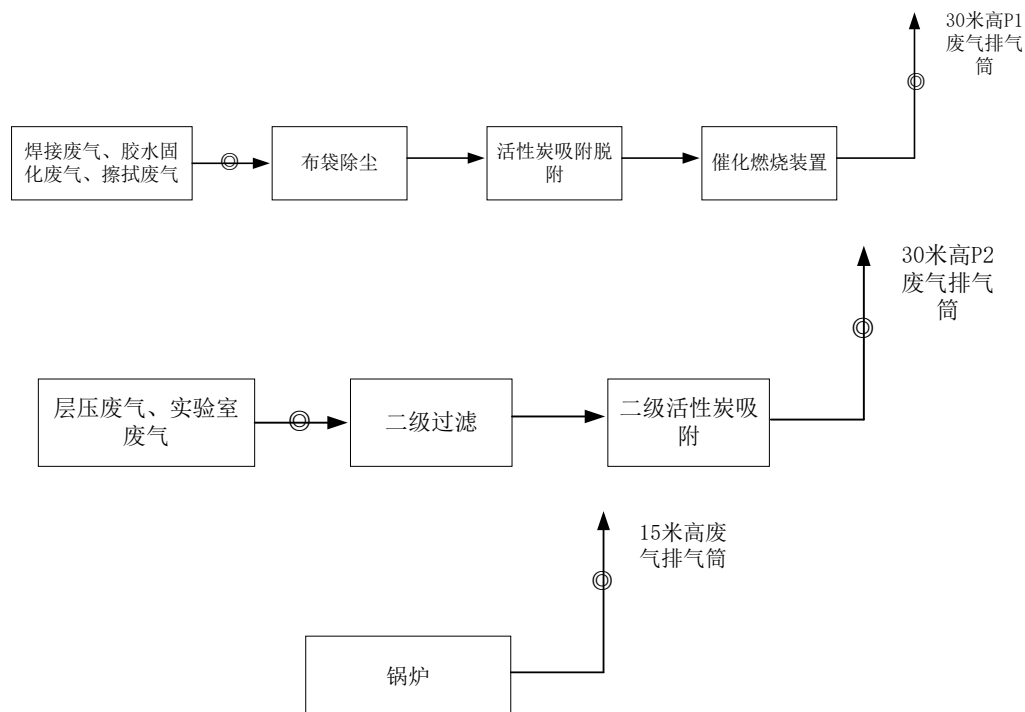 30米高P1
废气排气
筒
焊接废气、胶水固
化废气、擦拭废气
布袋除尘
活性炭吸附脱
附
催化燃烧装置
30米高P2
废气排气
筒
层压废气、实验室
废气
二级过滤
二级活性炭吸
附
15米高废
气排气筒
锅炉